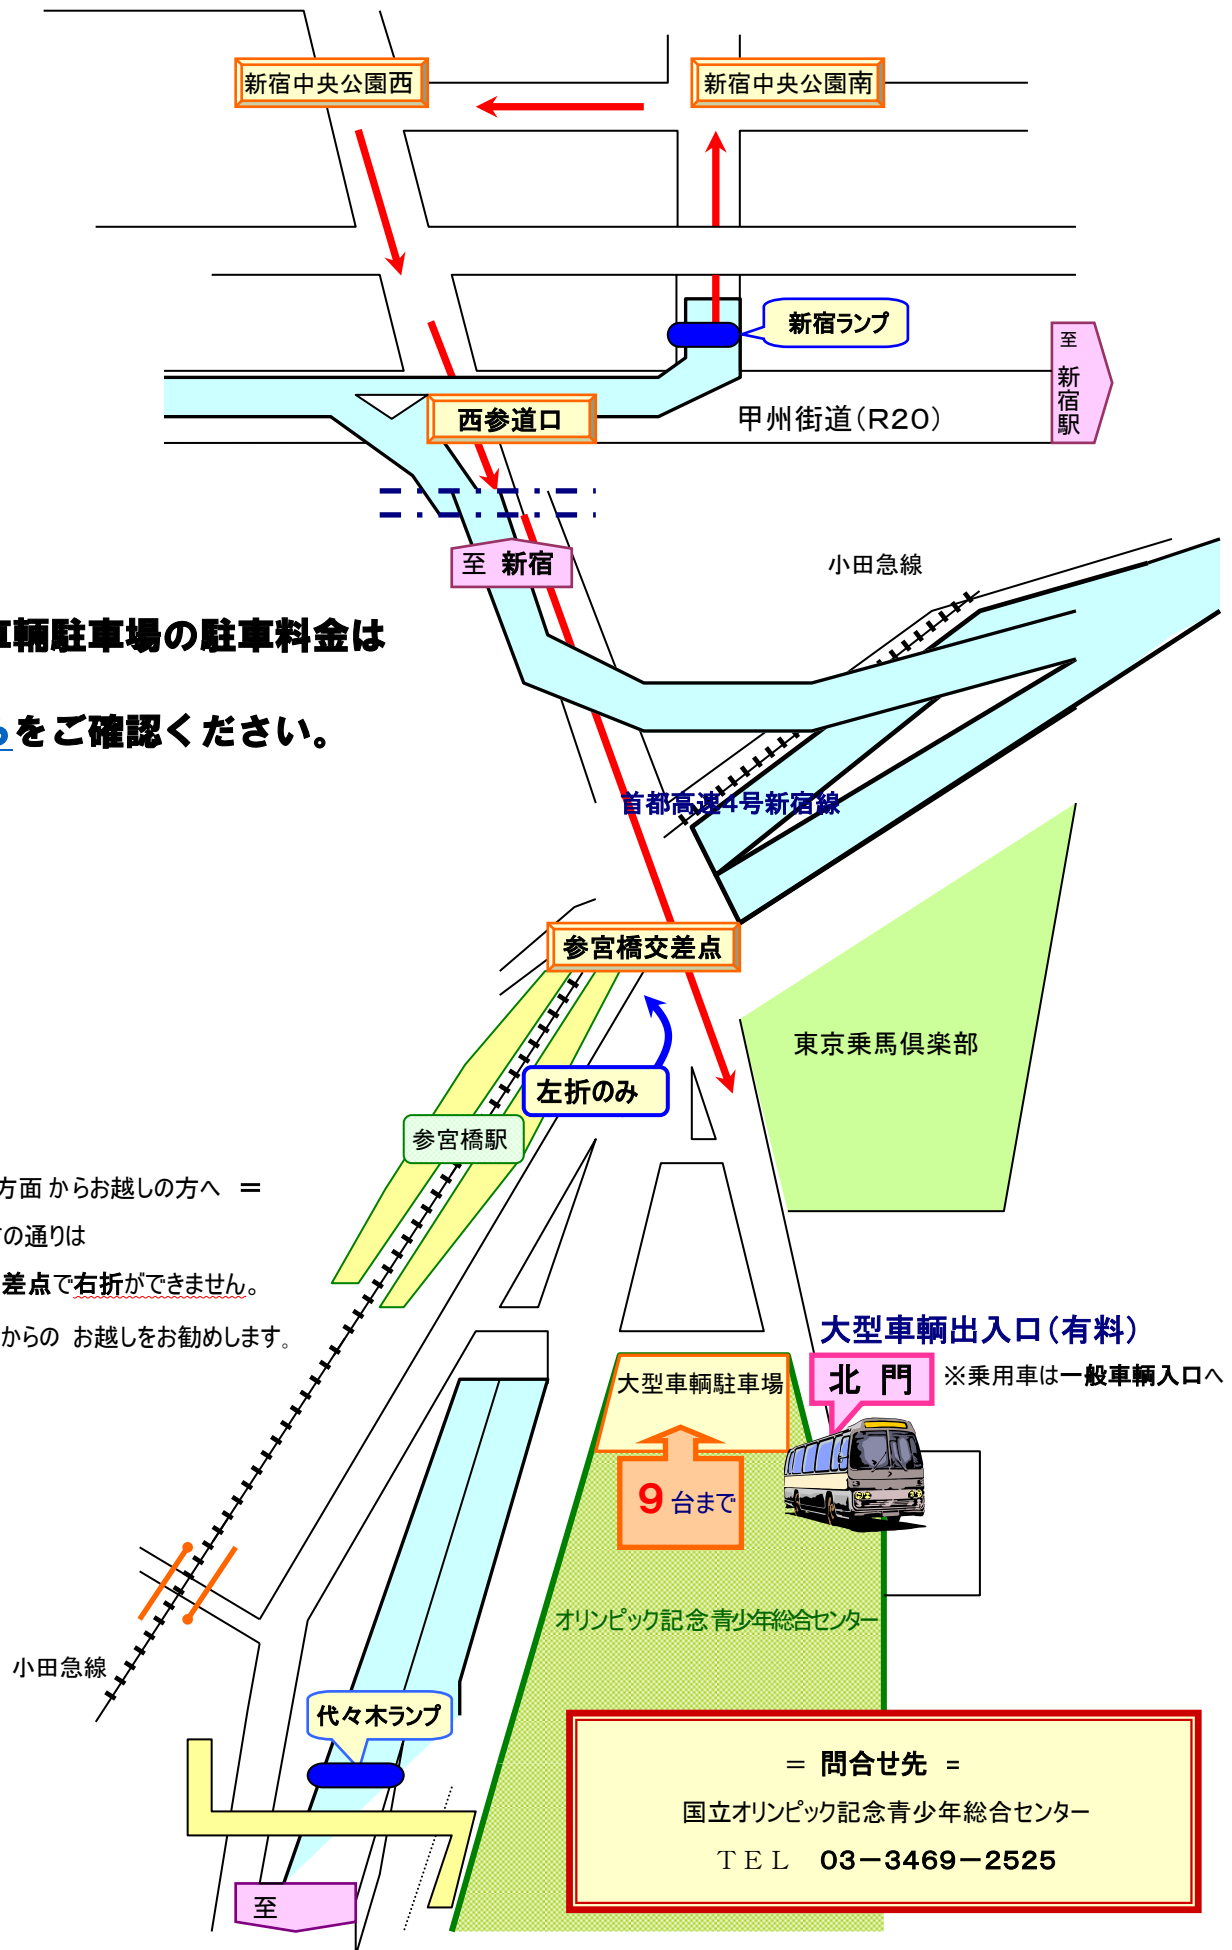 新宿中央公園西
新宿中央公園南
新宿ランプ
至 新宿駅
西参道口
甲州街道（R20）
至 新宿
小田急線
車輛駐車場の駐車料金は
らをご確認ください。
首都高速4号新宿線
参宮橋交差点
東京乗馬倶楽部
左折のみ
参宮橋駅
方面 からお越しの方へ ＝
の通りは
差点で右折ができません。
からの お越しをお勧めします。
大型車輌出入口（有料）
大型車輌駐車場
北 門
※乗用車は一般車輌入口へ
9 台まで
オリンピック記念青少年総合センター
小田急線
代々木ランプ
＝ 問合せ先 ＝
国立オリンピック記念青少年総合センター
ＴＥＬ 03－3469－2525
至